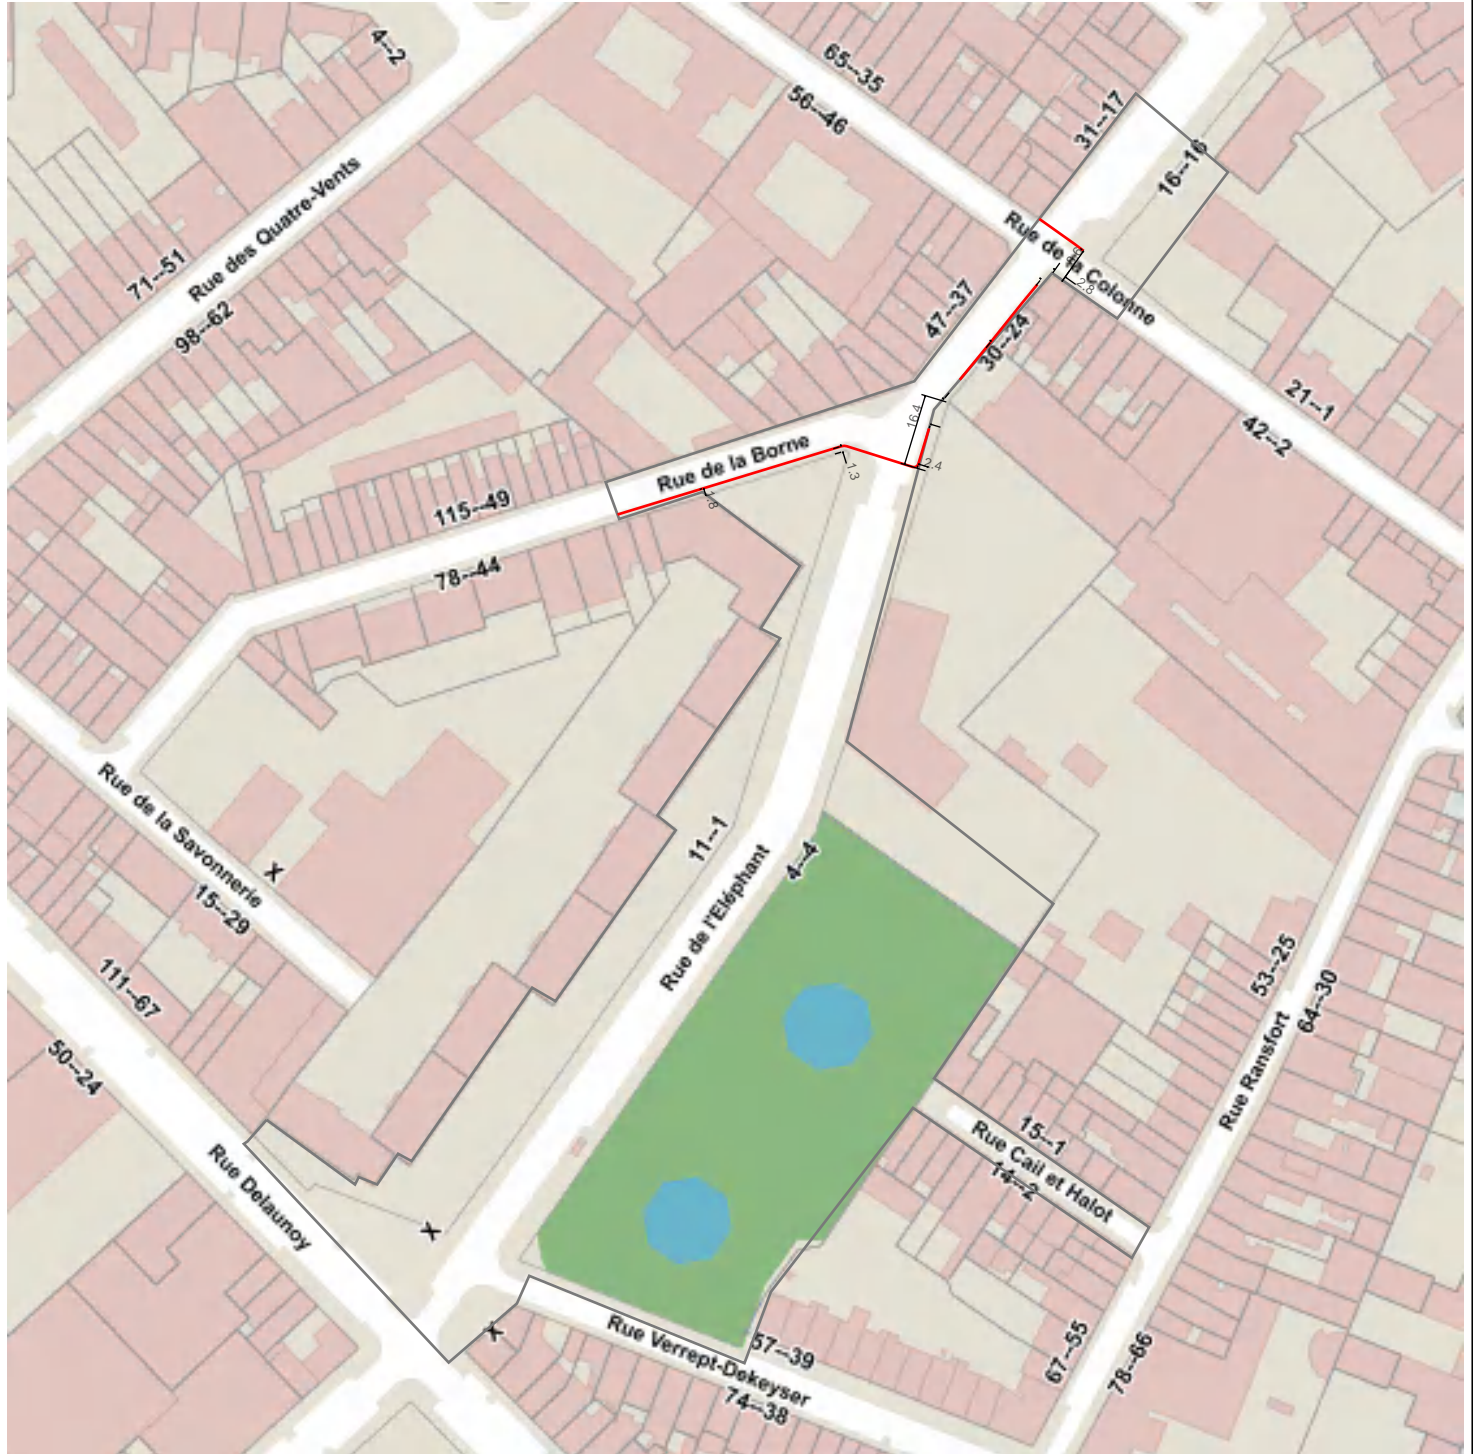 4--2
65--35
56--46
31--17
16--16
Rue des Quatre-Vents
71--51
98--62
Rue de la Colonne
2.8
47--37
30--24
21--1
42--2
16.4
2.4
Rue de la Borne
1.3
1.8
115--49
78--44
Rue de la Savonnerie
X
15--29
11--1
4--4
Rue de l'Eléphant
111--67
50--24
53--25
64--30
Rue Ransfort
15--1
Rue Cail et Halot
14--2
Rue Delaunoy
X
X
Rue Verrept-Dekeyser
57--39
74--38
67--55
78--66